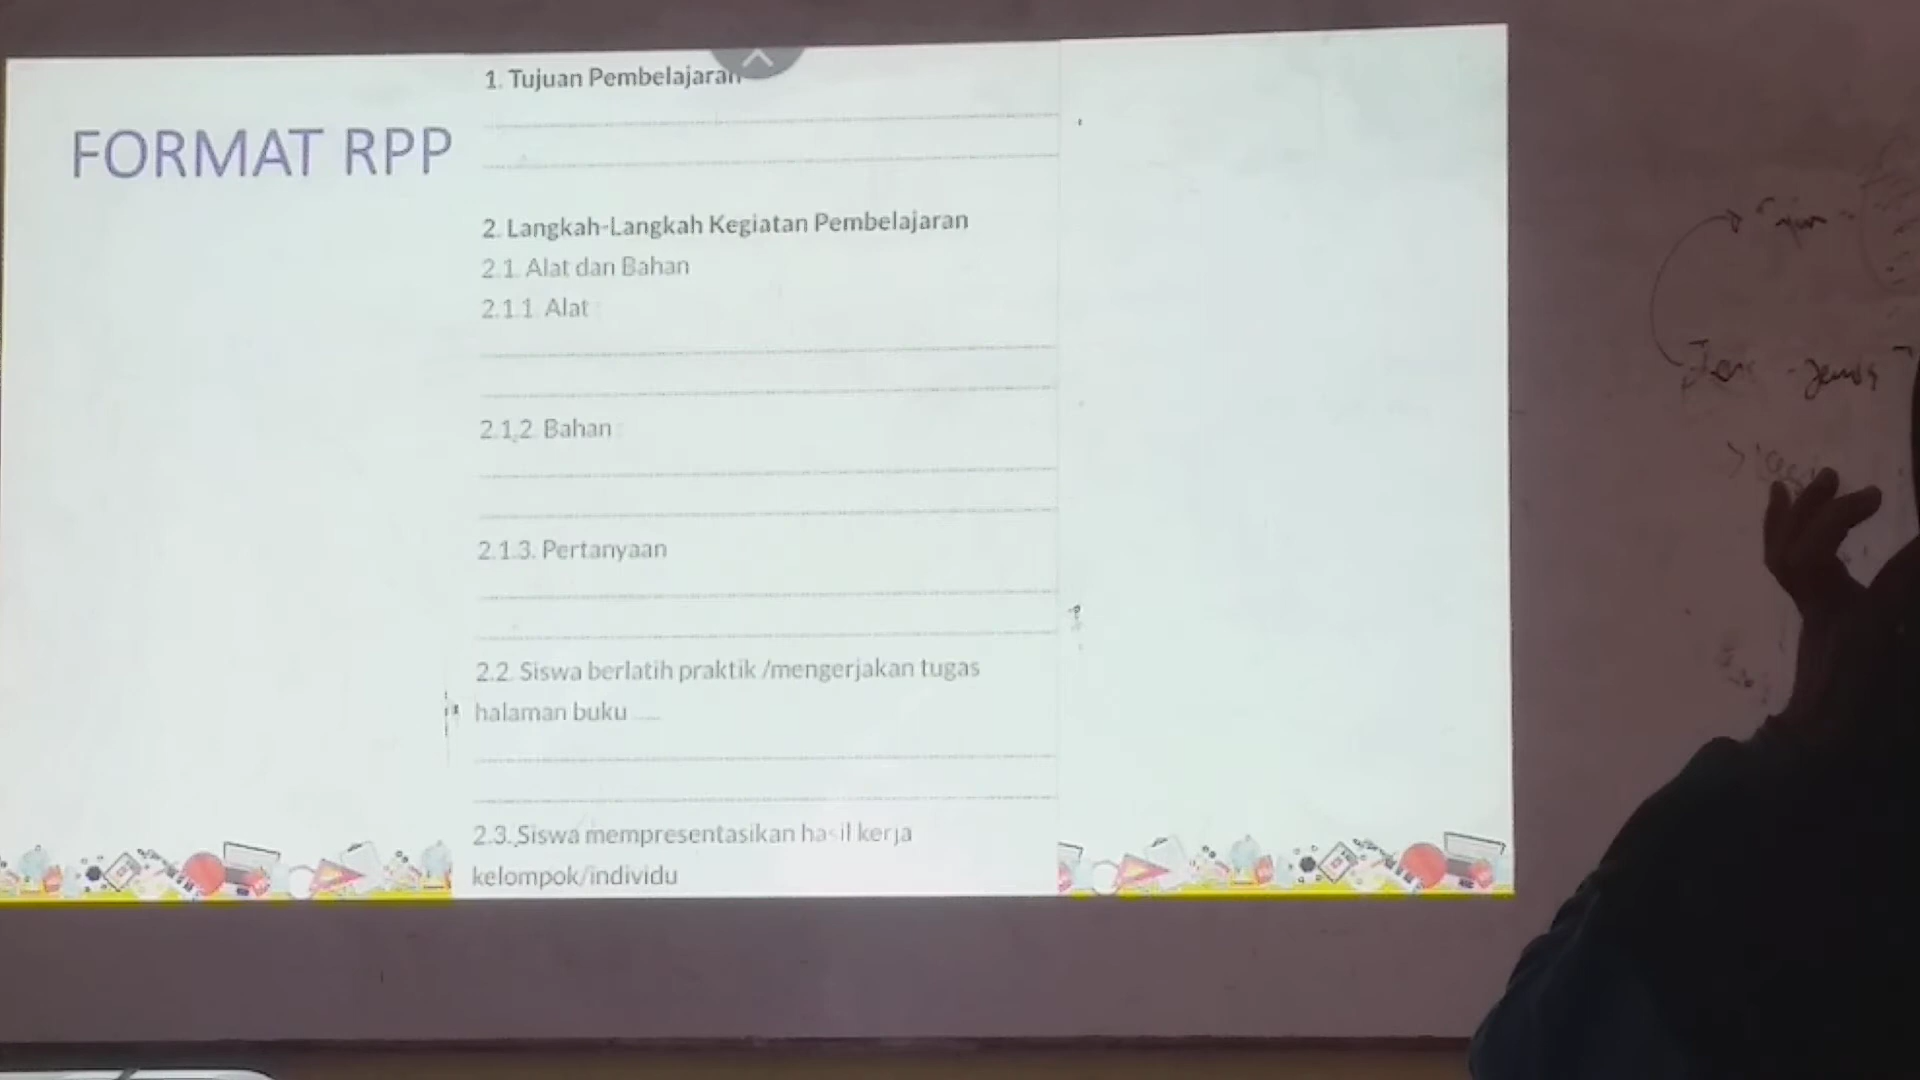 FORMAT RPP
1. Tujuan Pembelajaran
2. Langkah-Langkah Kegiatan Pembelajaran
2.1. Alat dan Bahan
2.1.1. Alat
2.1.2. Bahan
2.1.3. Pertanyaan
2.2. Siswa berlatih praktik /mengerjakan tugas
halaman buku .....
2.3. Siswa mempresentasikan hasil kerja
kelompok/individu